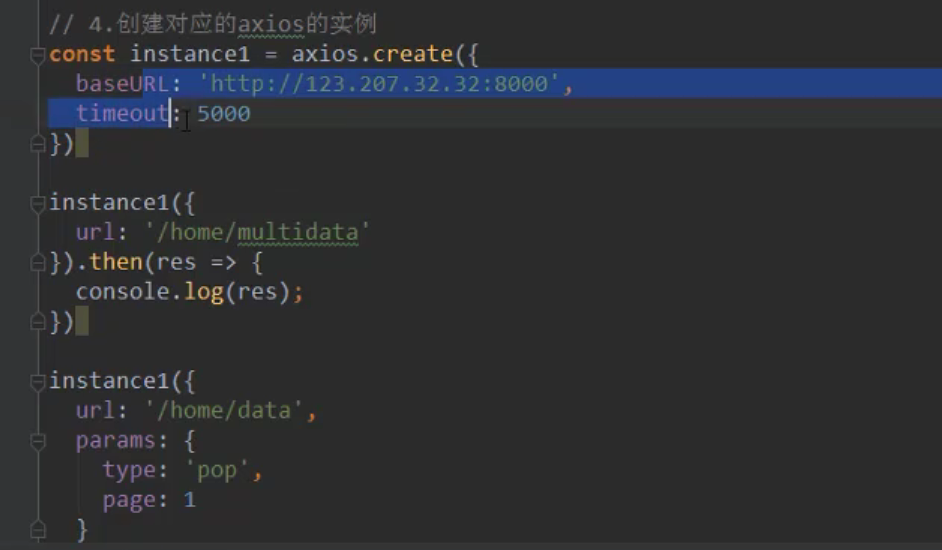 // 4.创建对应的axios的实例
const instance1 = axios.create({
  baseURL: 'http://123.207.32.32:8000',
  timeout: 5000
})
instance1({
  url: '/home/multidata'
}).then(res => {
  console.log(res);
})
instance1({
  url: '/home/data',
  params: {
    type: 'pop',
    page: 1
  }